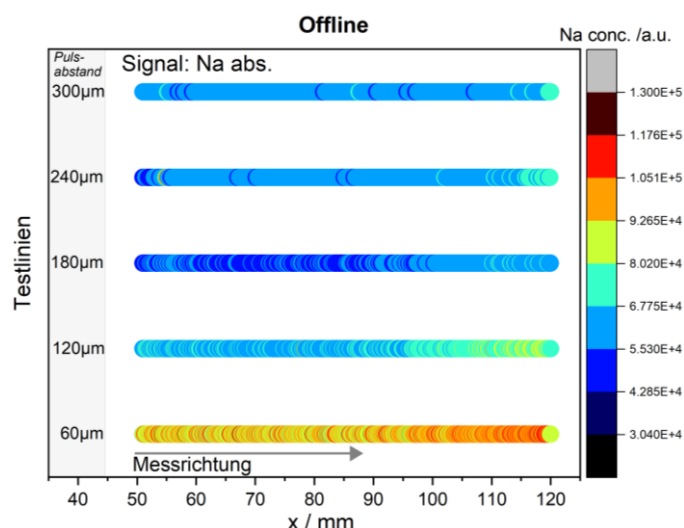 Offline
Na conc. /a.u.
Puls-
abstand
Signal: Na abs.
300µm
240µm
180µm
120µm
60µm
Testlinien
Messrichtung
40 50 60 70 80 90 100 110 120
x / mm
1.300E+5
1.176E+5
1.051E+5
9.265E+4
8.020E+4
6.775E+4
5.530E+4
4.285E+4
3.040E+4